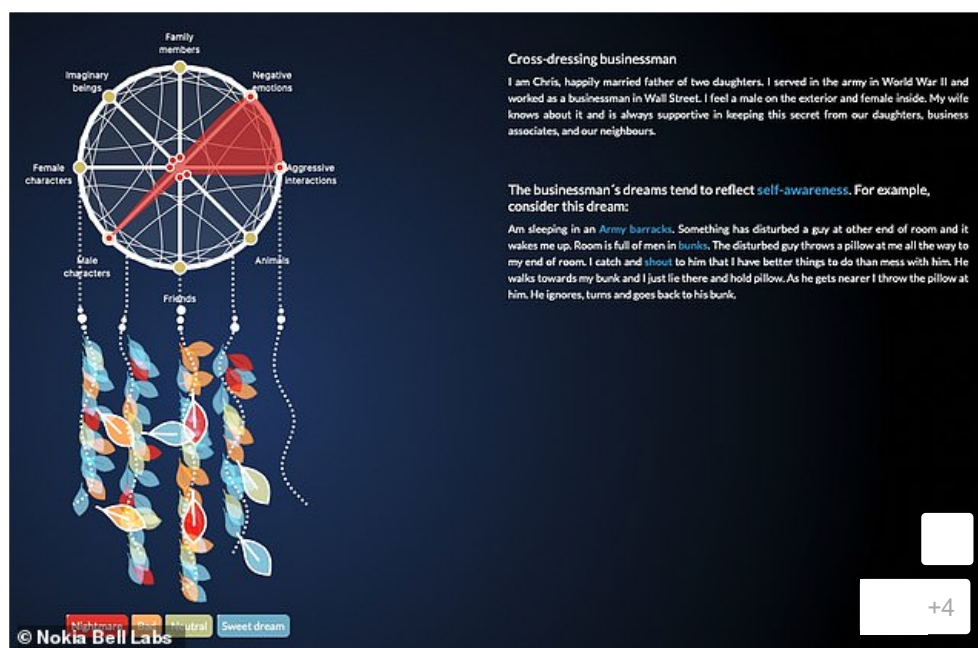 Family
members
Imaginary
beings
Negative
emotions
Female
characters
Aggressive
interactions
Male
characters
Animals
Friends
Nightmare
Bad
Neutral
Sweet dream
© Nokia Bell Labs
Cross-dressing businessman
I am Chris, happily married father of two daughters. I served in the army in World War II and
worked as a businessman in Wall Street. I feel a male on the exterior and female inside. My wife
knows about it and is always supportive in keeping this secret from our daughters, business
associates, and our neighbours.
The businessman´s dreams tend to reflect self-awareness. For example,
consider this dream:
Am sleeping in an Army barracks. Something has disturbed a guy at other end of room and it
wakes me up. Room is full of men in bunks. The disturbed guy throws a pillow at me all the way to
my end of room. I catch and shout to him that I have better things to do than mess with him. He
walks towards my bunk and I just lie there and hold pillow. As he gets nearer I throw the pillow at
him. He ignores, turns and goes back to his bunk.
+4